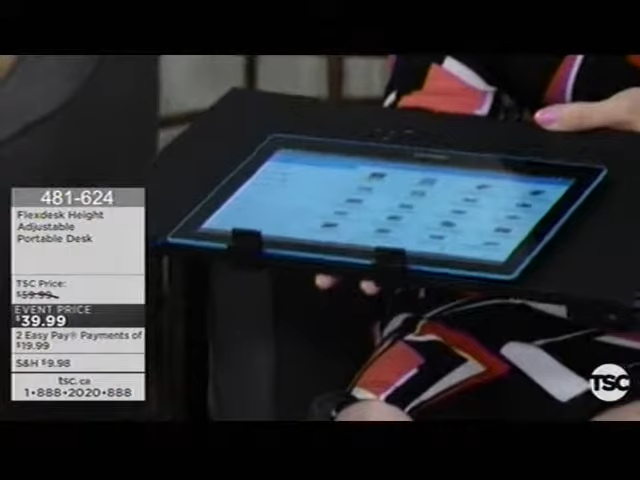 481-624
Flexdesk Height
Adjustable
Portable Desk
TSC Price:
$59.99
EVENT PRICE
$39.99
2 Easy Pay® Payments of
$19.99
S&H $9.98
tsc.ca
1•888•2020•888
TSC